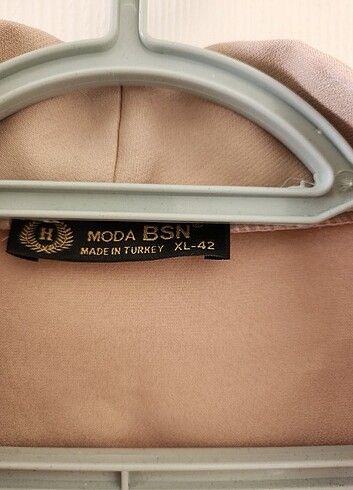 H
MODA BSN®
MADE IN TURKEY XL-42